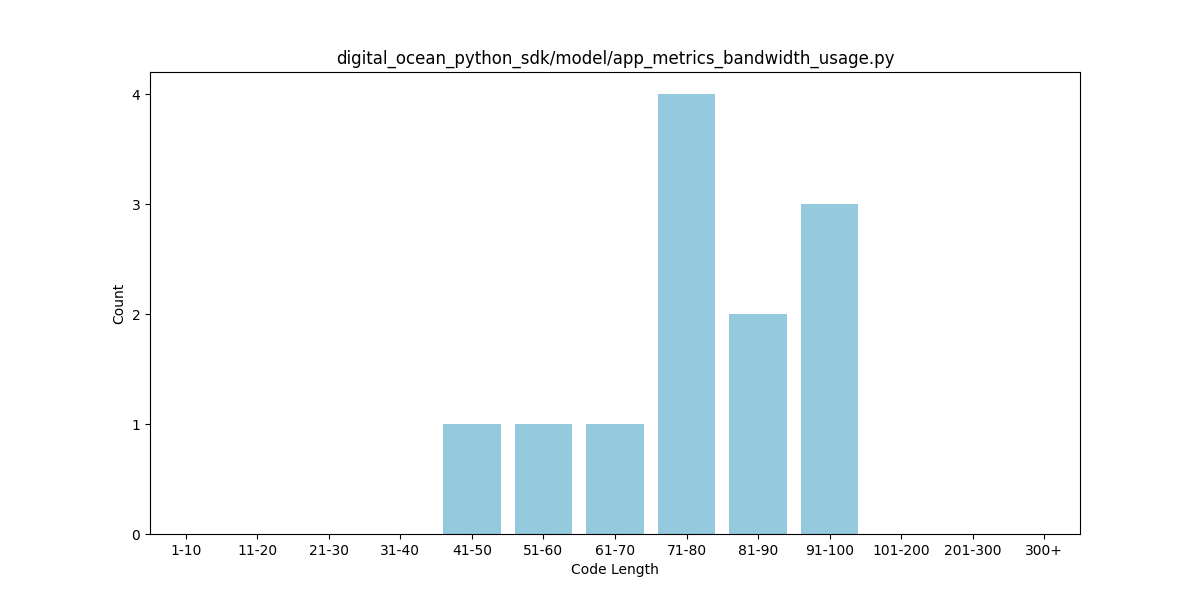 digital_ocean_python_sdk/model/app_metrics_bandwidth_usage.py
4
3
2
1
0
Count
1-10 11-20 21-30 31-40 41-50 51-60 61-70 71-80 81-90 91-100 101-200 201-300 300+
Code Length